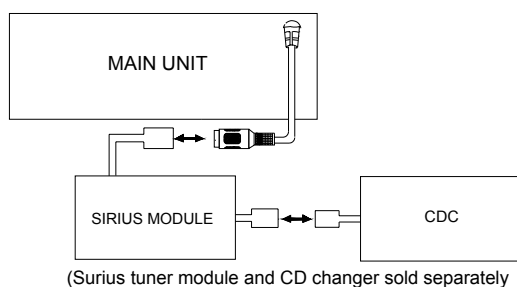 MAIN UNIT
SIRIUS MODULE
CDC
(Surius tuner module and CD changer sold separately